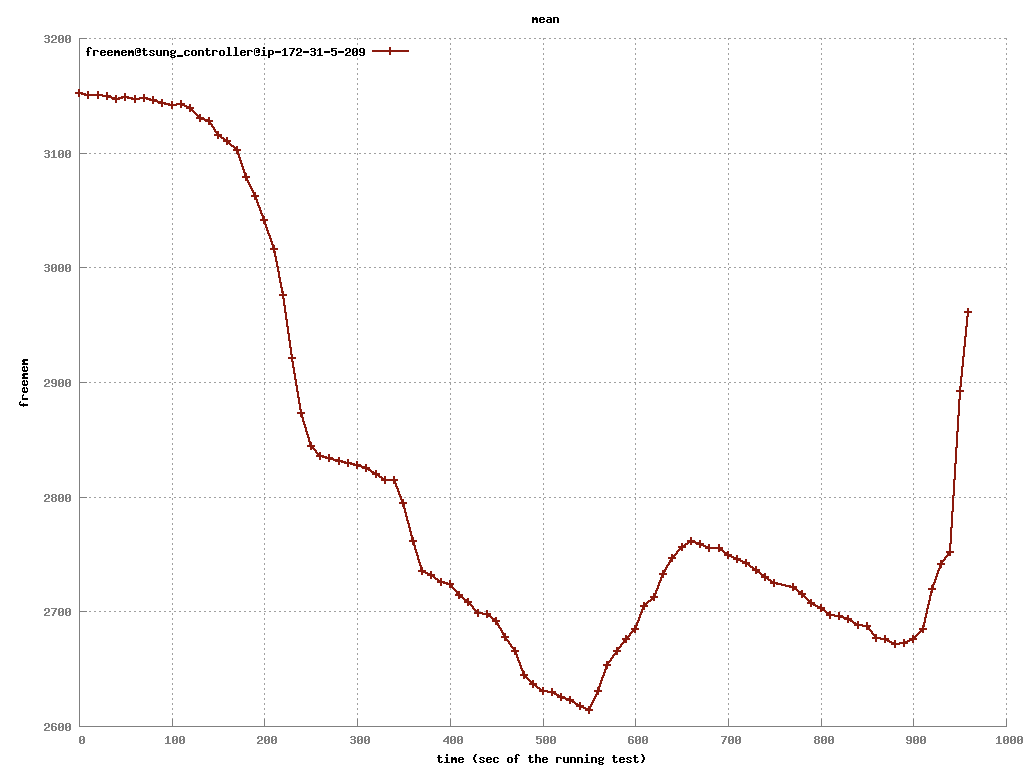 mean
3200
freemem@tsung_controller@ip-172-31-5-209
3100
3000
2900
freemem
2800
2700
2600
0 100 200 300 400 500 600 700 800 900 1000
time (sec of the running test)